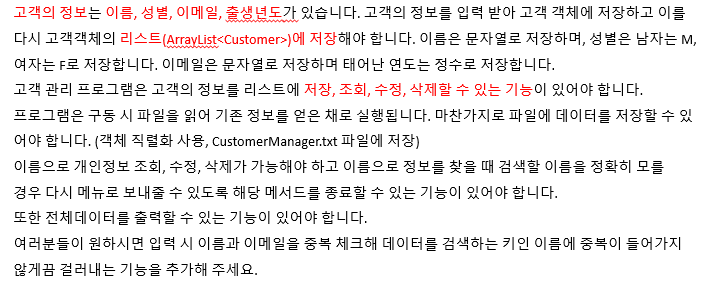 고객의 정보는 이름, 성별, 이메일, 출생년도가 있습니다. 고객의 정보를 입력 받아 고객 객체에 저장하고 이를
다시 고객객체의 리스트(ArrayList<Customer>)에 저장해야 합니다. 이름은 문자열로 저장하며, 성별은 남자는 M,
여자는 F로 저장합니다. 이메일은 문자열로 저장하며 태어난 연도는 정수로 저장합니다.
고객 관리 프로그램은 고객의 정보를 리스트에 저장, 조회, 수정, 삭제할 수 있는 기능이 있어야 합니다.
프로그램은 구동 시 파일을 읽어 기존 정보를 얻은 채로 실행됩니다. 마찬가지로 파일에 데이터를 저장할 수 있
어야 합니다. (객체 직렬화 사용, CustomerManager.txt 파일에 저장)
이름으로 개인정보 조회, 수정, 삭제가 가능해야 하고 이름으로 정보를 찾을 때 검색할 이름을 정확히 모를
경우 다시 메뉴로 보내줄 수 있도록 해당 메서드를 종료할 수 있는 기능이 있어야 합니다.
또한 전체데이터를 출력할 수 있는 기능이 있어야 합니다.
여러분들이 원하시면 입력 시 이름과 이메일을 중복 체크해 데이터를 검색하는 키인 이름에 중복이 들어가지
않게끔 걸러내는 기능을 추가해 주세요.